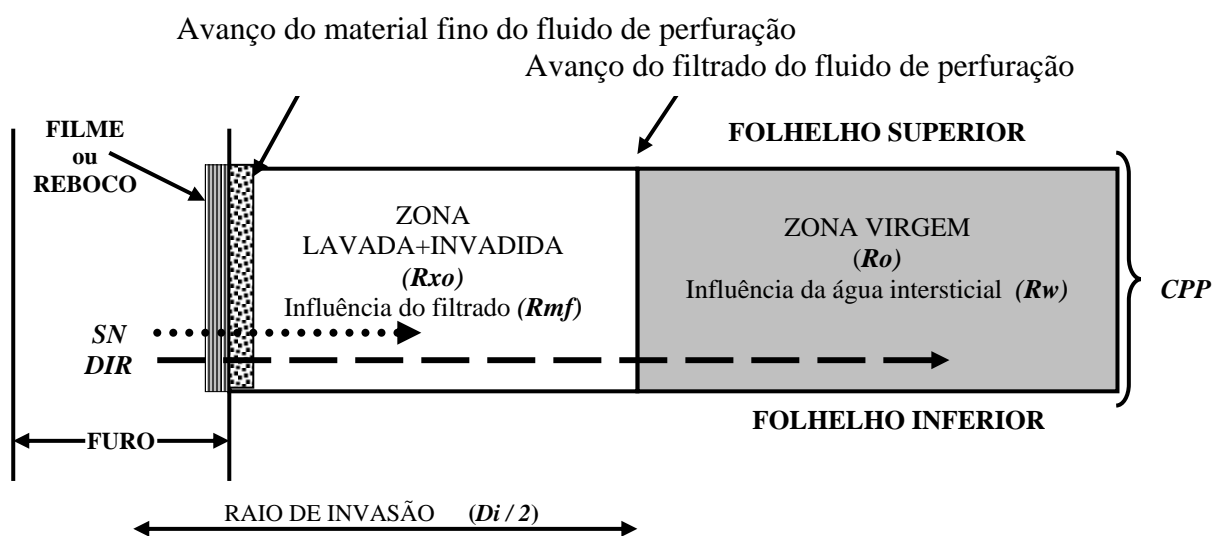 Avanço do material fino do fluido de perfuração
Avanço do filtrado do fluido de perfuração
FILME
ou
REBOCO
FOLHELHO SUPERIOR
ZONA
LAVADA+INVADIDA
(Rxo)
Influência do filtrado (Rmf)
ZONA VIRGEM
(Ro)
Influência da água intersticial (Rw)
CPP
SN
DIR
FOLHELHO INFERIOR
FURO
RAIO DE INVASÃO (Di / 2)